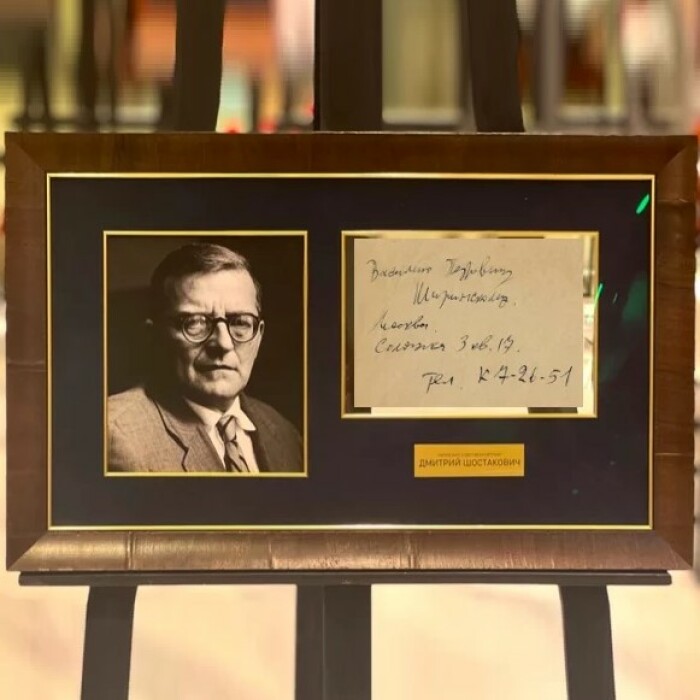 Василию Петровичу
Ширинскому.
Москва.
Солянка 3 кв. 17.
тел. К 7-26-51
ДМИТРИЙ ШОСТАКОВИЧ